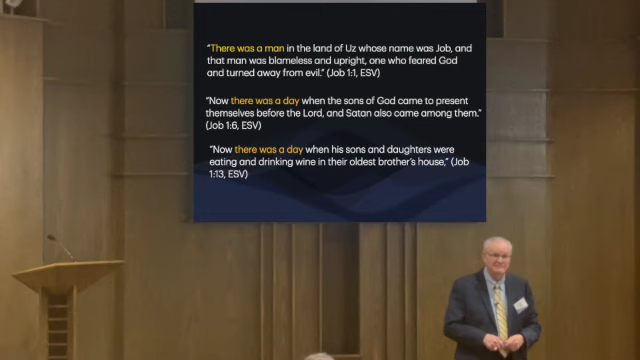 “There was a man in the land of Uz whose name was Job, and
that man was blameless and upright, one who feared God
and turned away from evil.” (Job 1:1, ESV)
“Now there was a day when the sons of God came to present
themselves before the Lord, and Satan also came among them.”
(Job 1:6, ESV)
“Now there was a day when his sons and daughters were
eating and drinking wine in their oldest brother’s house,” (Job
1:13, ESV)